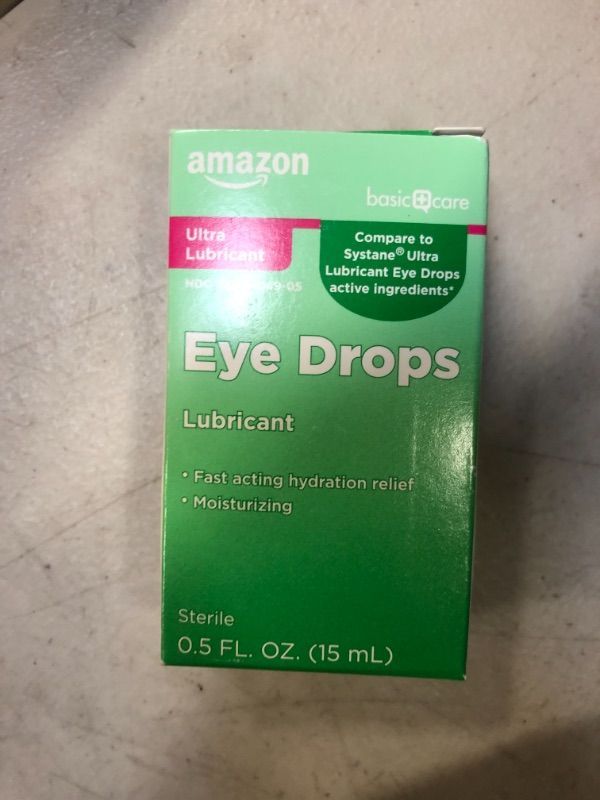 amazon
basic care
Ultra
Lubricant
Compare to
Systane® Ultra
Lubricant Eye Drops
active ingredients*
NDC
Eye Drops
Lubricant
• Fast acting hydration relief
• Moisturizing
Sterile
0.5 FL. OZ. (15 mL)